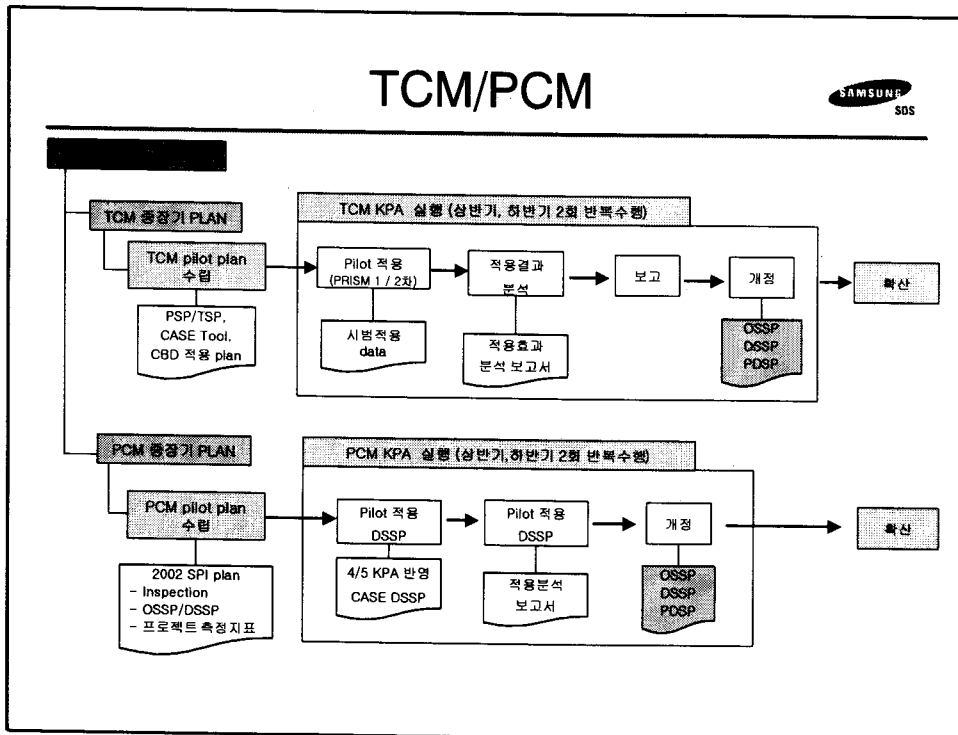 TCM/PCM
SAMSUNG
SDS
TCM 중장기 PLAN
TCM pilot plan
수립
PSP/TSP,
CASE Tool,
CBD 적용 plan
TCM KPA 실행 (상반기, 하반기 2회 반복수행)
Pilot 적용
(PRISM 1 / 2차)
시범적용
data
적용결과
분석
적용효과
분석 보고서
보고
개정
OSSP
DSSP
PDSP
확산
PCM 중장기 PLAN
PCM pilot plan
수립
2002 SPI plan
- Inspection
- OSSP/DSSP
- 프로젝트 측정지표
PCM KPA 실행 (상반기,하반기 2회 반복수행)
Pilot 적용
DSSP
4/5 KPA 반영
CASE DSSP
Pilot 적용
DSSP
적용분석
보고서
개정
OSSP
DSSP
PDSP
확산